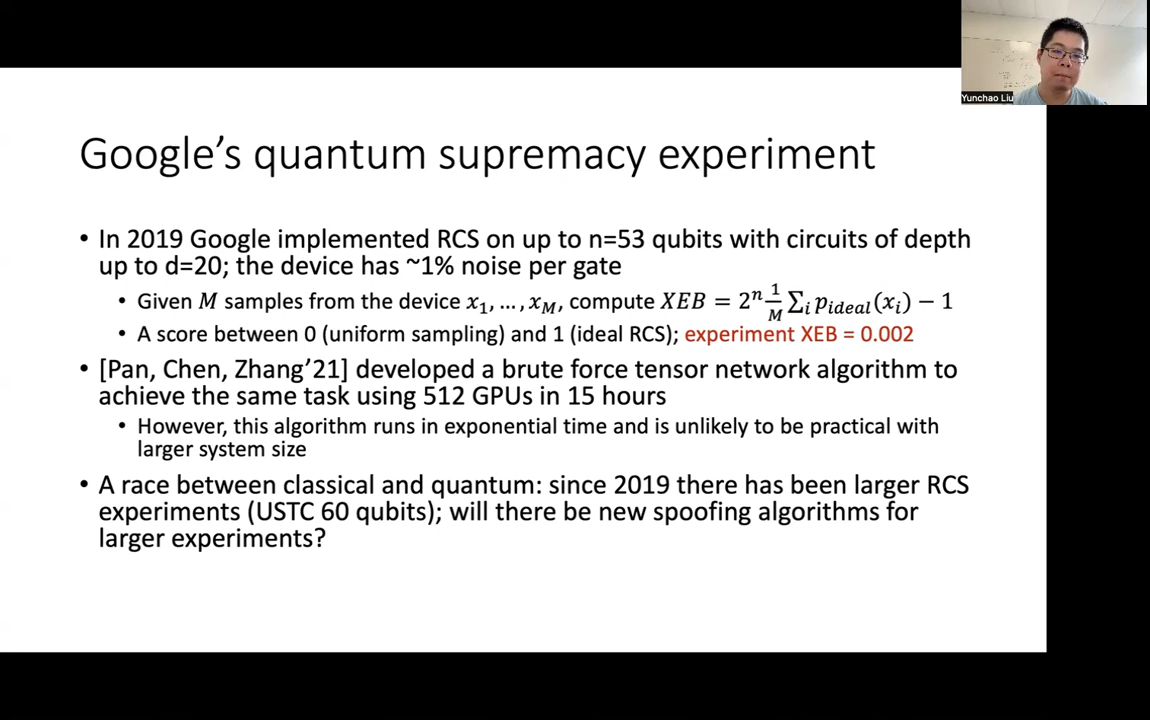 Yunchao Liu
Google’s quantum supremacy experiment
• In 2019 Google implemented RCS on up to n=53 qubits with circuits of depth
up to d=20; the device has ~1% noise per gate
• Given M samples from the device x₁, … , x_M, compute XEB = 2ⁿ 1/M ∑ᵢ p_ideal(xᵢ) − 1
• A score between 0 (uniform sampling) and 1 (ideal RCS); experiment XEB = 0.002
• [Pan, Chen, Zhang’21] developed a brute force tensor network algorithm to
achieve the same task using 512 GPUs in 15 hours
• However, this algorithm runs in exponential time and is unlikely to be practical with
larger system size
• A race between classical and quantum: since 2019 there has been larger RCS
experiments (USTC 60 qubits); will there be new spoofing algorithms for
larger experiments?